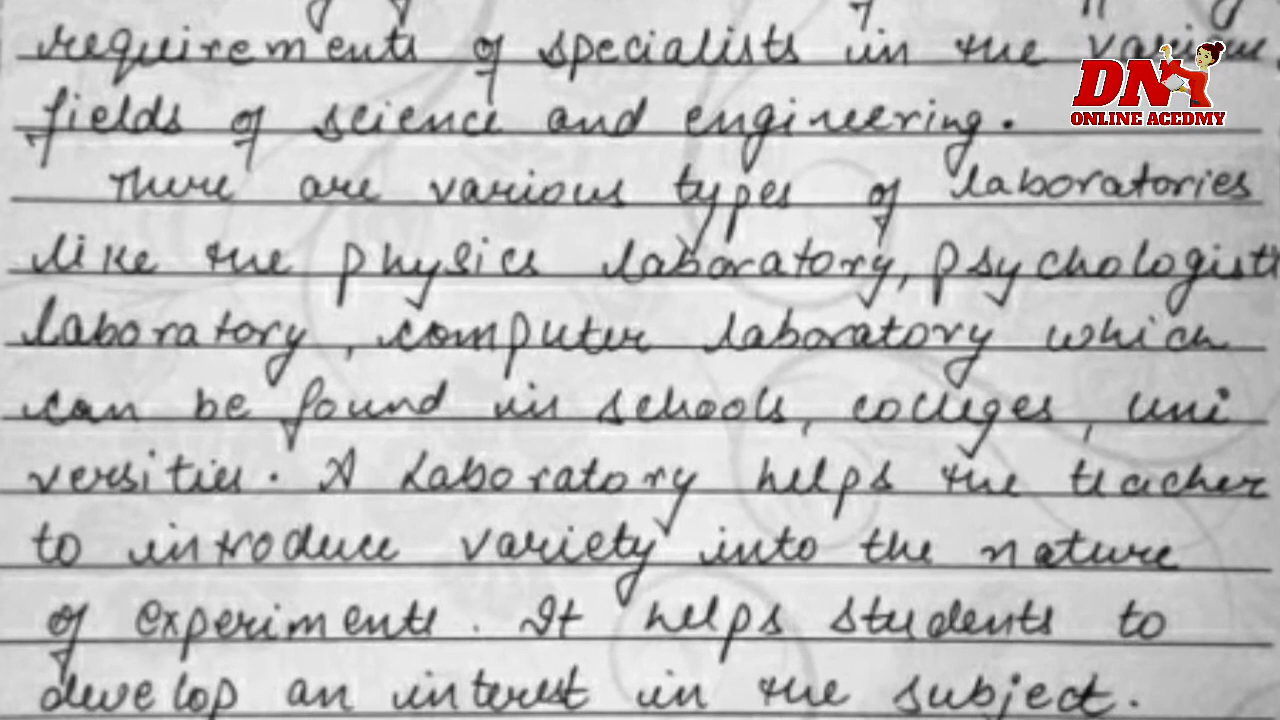 requirements of specialists in the various
fields of science and engineering.
There are various types of laboratories
like the physics laboratory, psychologist
laboratory, computer laboratory which
can be found in schools, colleges, uni
versities. A Laboratory helps the teacher
to introduce variety into the nature
of experiments. It helps students to
develop an interest in the subject.
DN
ONLINE ACEDMY